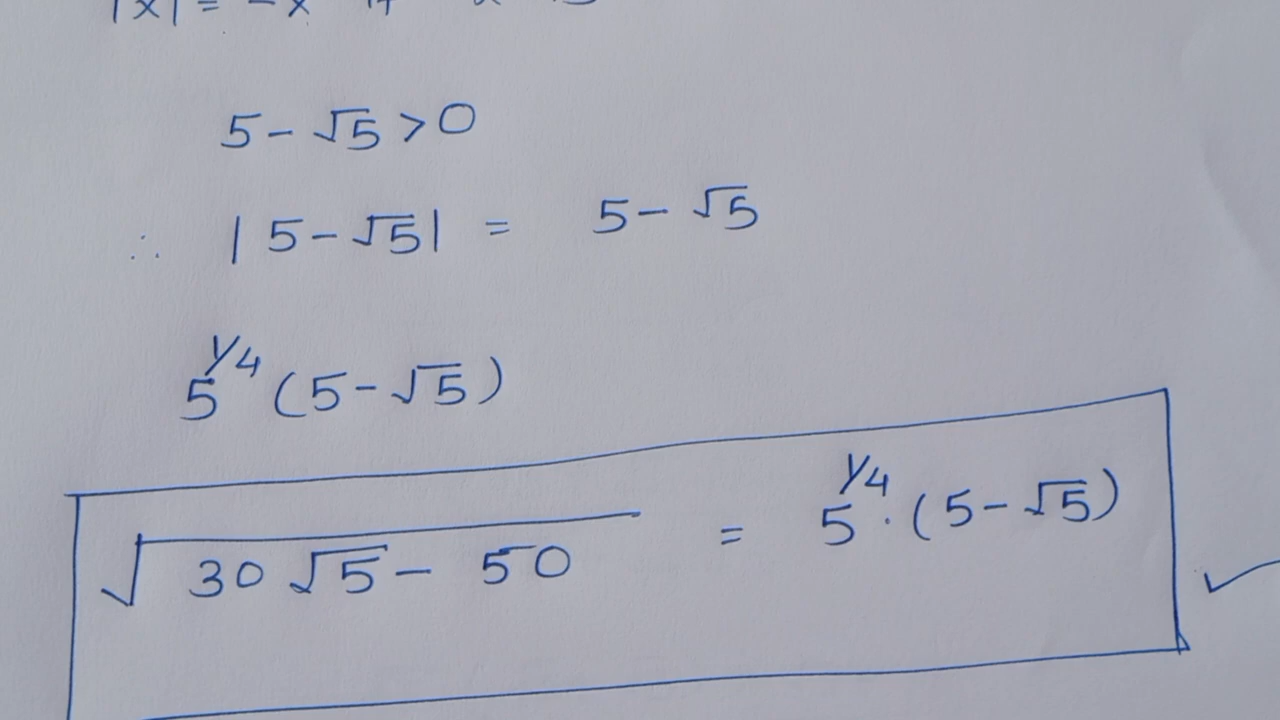 |x| = -x
5 - √5 > 0
∴ |5 - √5| = 5 - √5
5^1/4 (5 - √5)
√(30√5 - 50) = 5^1/4 · (5 - √5) ✓